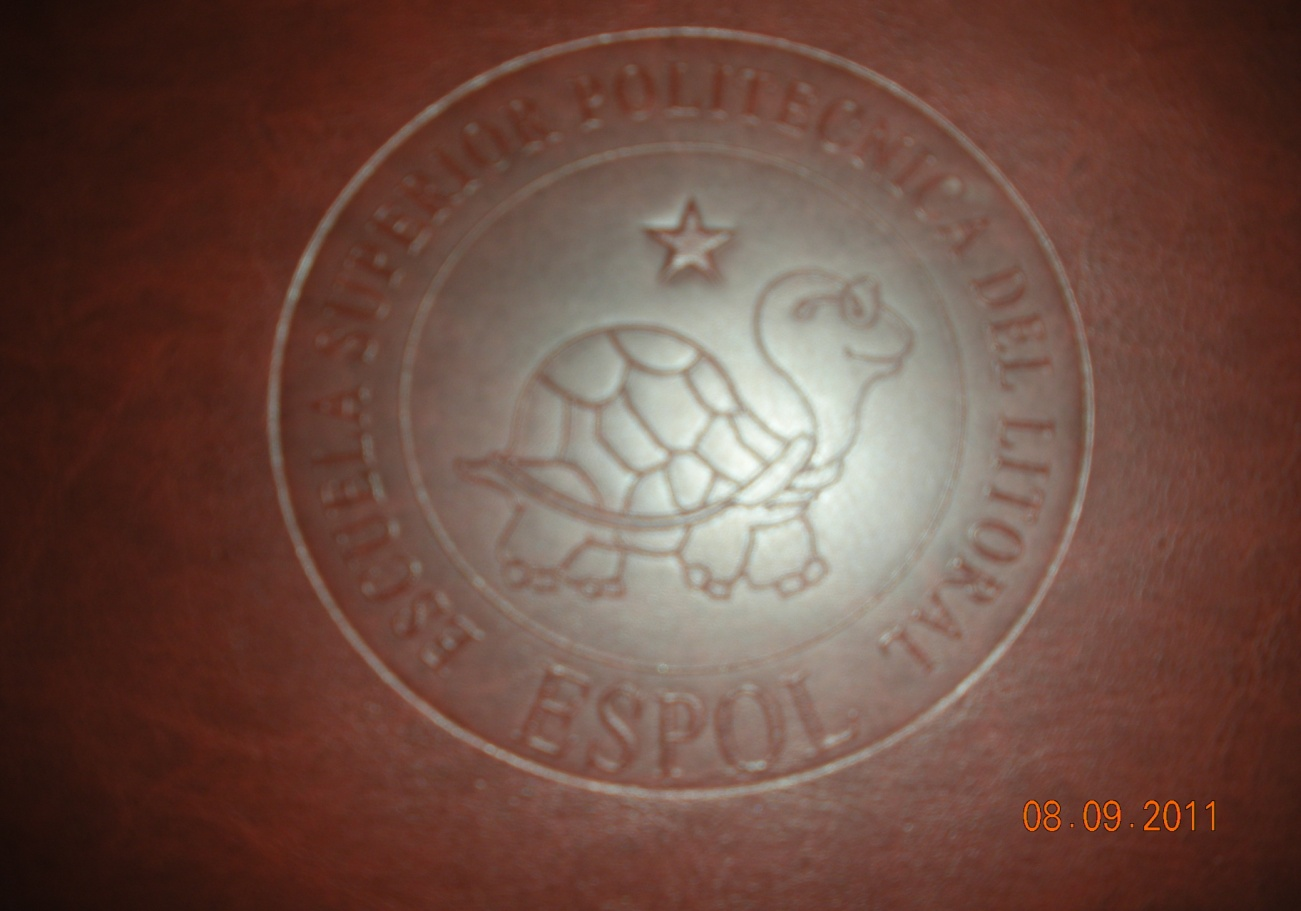 ESCUELA SUPERIOR POLITECNICA DEL LITORAL
ESPOL
08.09.2011